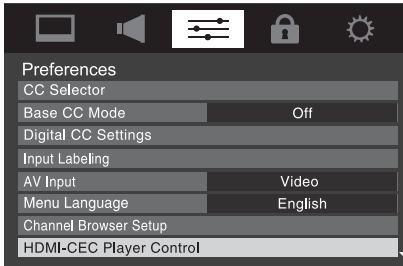 Preferences
CC Selector
Base CC Mode Off
Digital CC Settings
Input Labeling
AV Input Video
Menu Language English
Channel Browser Setup
HDMI-CEC Player Control